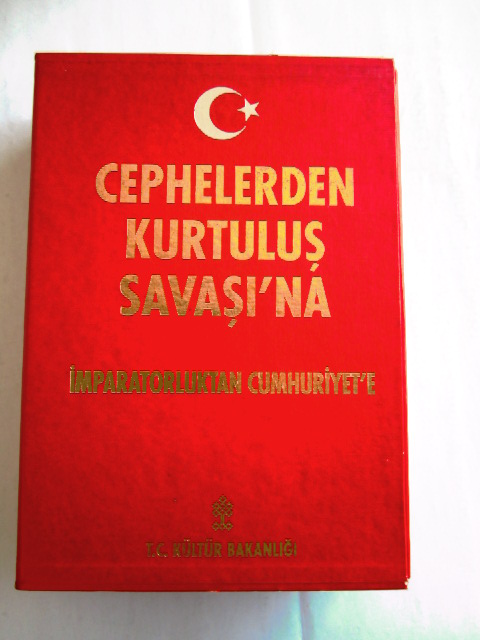 CEPHELERDEN
KURTULUŞ
SAVAŞI'NA
İMPARATORLUKTAN CUMHURİYET'E
T.C. KÜLTÜR BAKANLIĞI